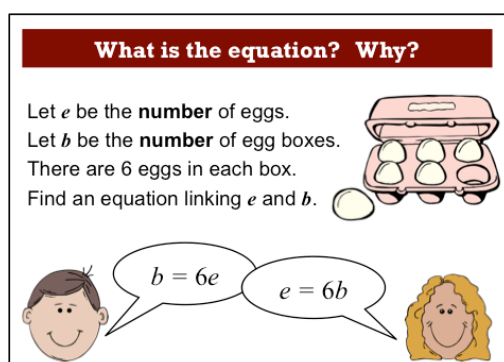 What is the equation? Why?
Let e be the number of eggs.
Let b be the number of egg boxes.
There are 6 eggs in each box.
Find an equation linking e and b.
b = 6e
e = 6b